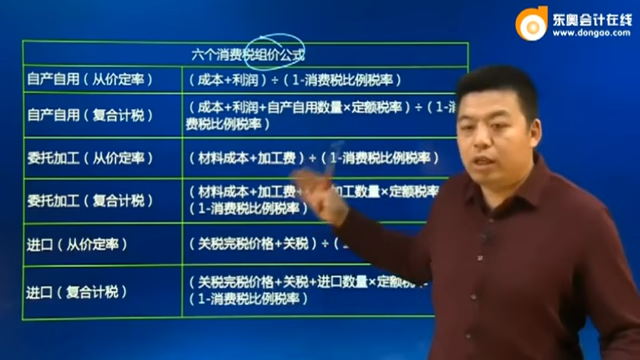 东奥会计在线
www.dongao.com
六个消费税组价公式
自产自用（从价定率）
（成本+利润）÷（1-消费税比例税率）
自产自用（复合计税）
（成本+利润+自产自用数量×定额税率）÷（1-消
费税比例税率）
委托加工（从价定率）
（材料成本+加工费）÷（1-消费税比例税率）
委托加工（复合计税）
（材料成本+加工费+ 加工数量×定额税率
（1-消费税比例税率）
进口（从价定率）
（关税完税价格+关税）÷（1
进口（复合计税）
（关税完税价格+关税+进口数量×定额税
（1-消费税比例税率）